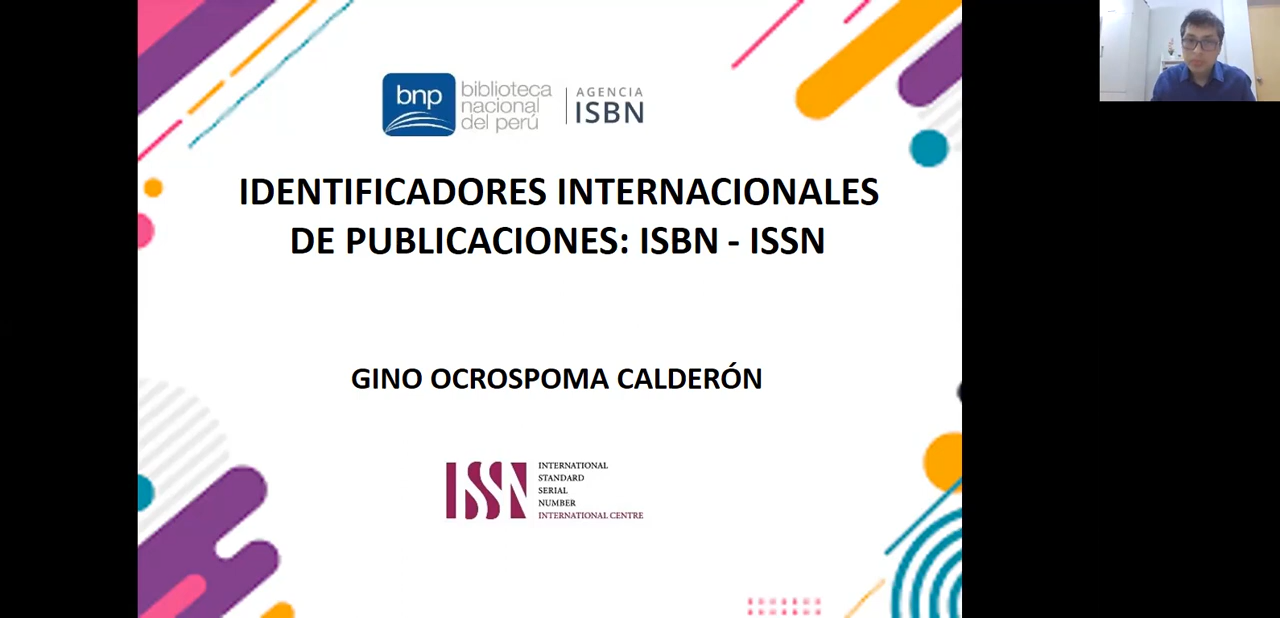 bnp
biblioteca
nacional
del perú
AGENCIA
ISBN
IDENTIFICADORES INTERNACIONALES
DE PUBLICACIONES: ISBN - ISSN
GINO OCROSPOMA CALDERÓN
ISSN
INTERNATIONAL
STANDARD
SERIAL
NUMBER
INTERNATIONAL CENTRE